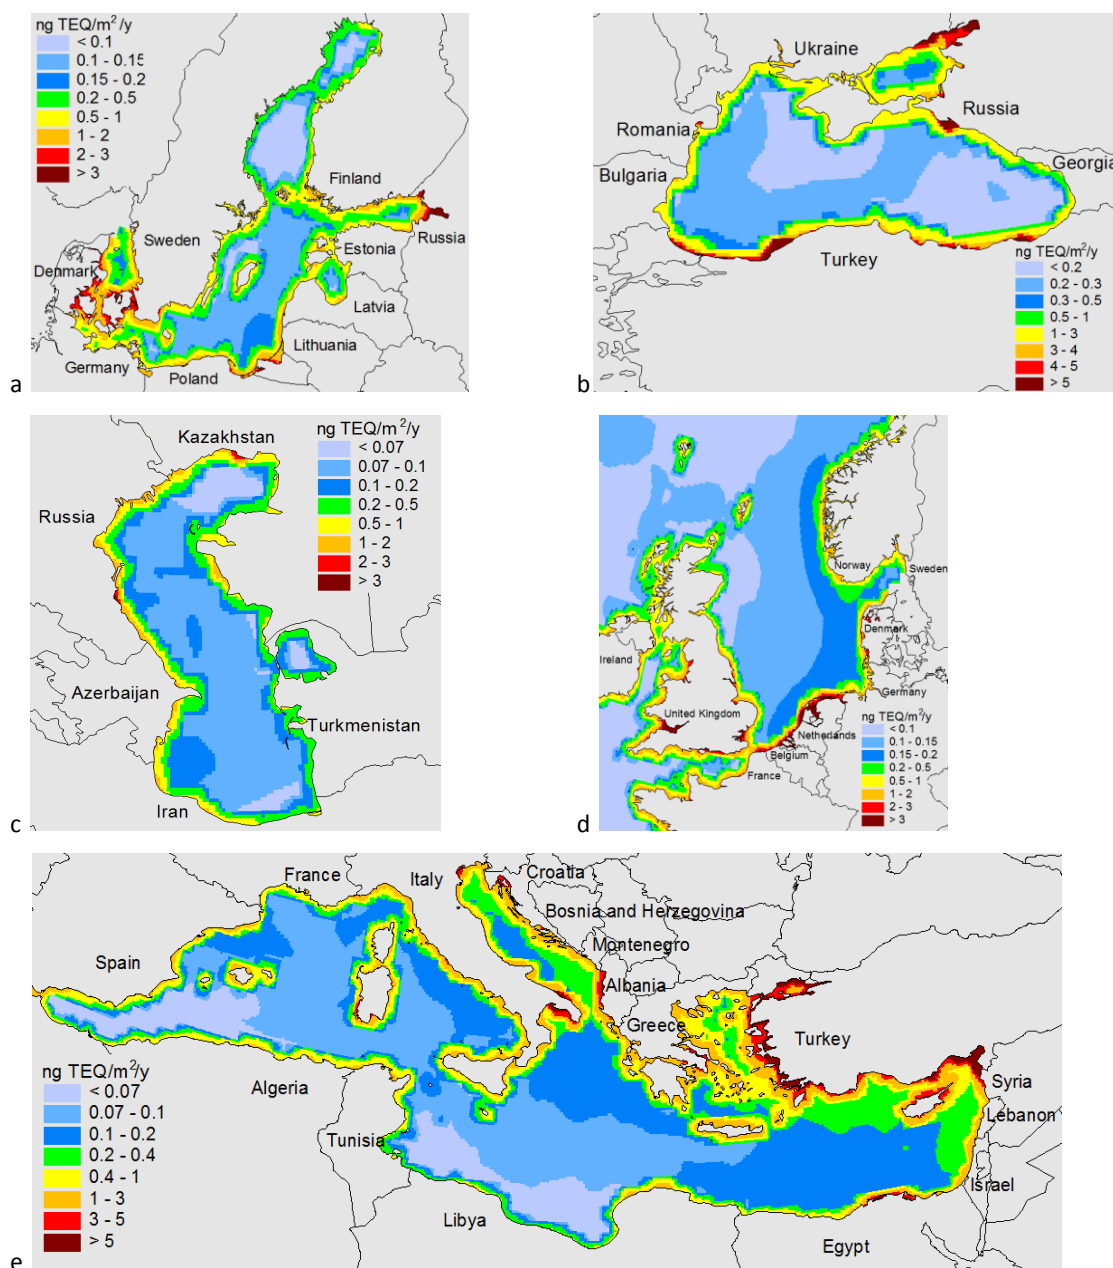 ng TEQ/m²/y
< 0.1
0.1 - 0.15
0.15 - 0.2
0.2 - 0.5
0.5 - 1
1 - 2
2 - 3
> 3
Finland
Sweden
Russia
Estonia
Denmark
Latvia
Lithuania
Germany
Poland
a
Ukraine
Russia
Romania
Georgia
Bulgaria
Turkey
ng TEQ/m²/y
< 0.2
0.2 - 0.3
0.3 - 0.5
0.5 - 1
1 - 3
3 - 4
4 - 5
> 5
b
Kazakhstan
ng TEQ/m²/y
< 0.07
0.07 - 0.1
0.1 - 0.2
0.2 - 0.5
0.5 - 1
1 - 2
2 - 3
> 3
Russia
Azerbaijan
Turkmenistan
Iran
c
Norway
Sweden
Denmark
Ireland
Germany
United Kingdom
Netherlands
Belgium
France
ng TEQ/m²/y
< 0.1
0.1 - 0.15
0.15 - 0.2
0.2 - 0.5
0.5 - 1
1 - 2
2 - 3
> 3
d
France
Italy
Croatia
Bosnia and Herzegovina
Montenegro
Spain
Albania
Greece
Turkey
Syria
Algeria
Lebanon
Tunisia
Israel
Libya
Egypt
ng TEQ/m²/y
< 0.07
0.07 - 0.1
0.1 - 0.2
0.2 - 0.4
0.4 - 1
1 - 3
3 - 5
> 5
e